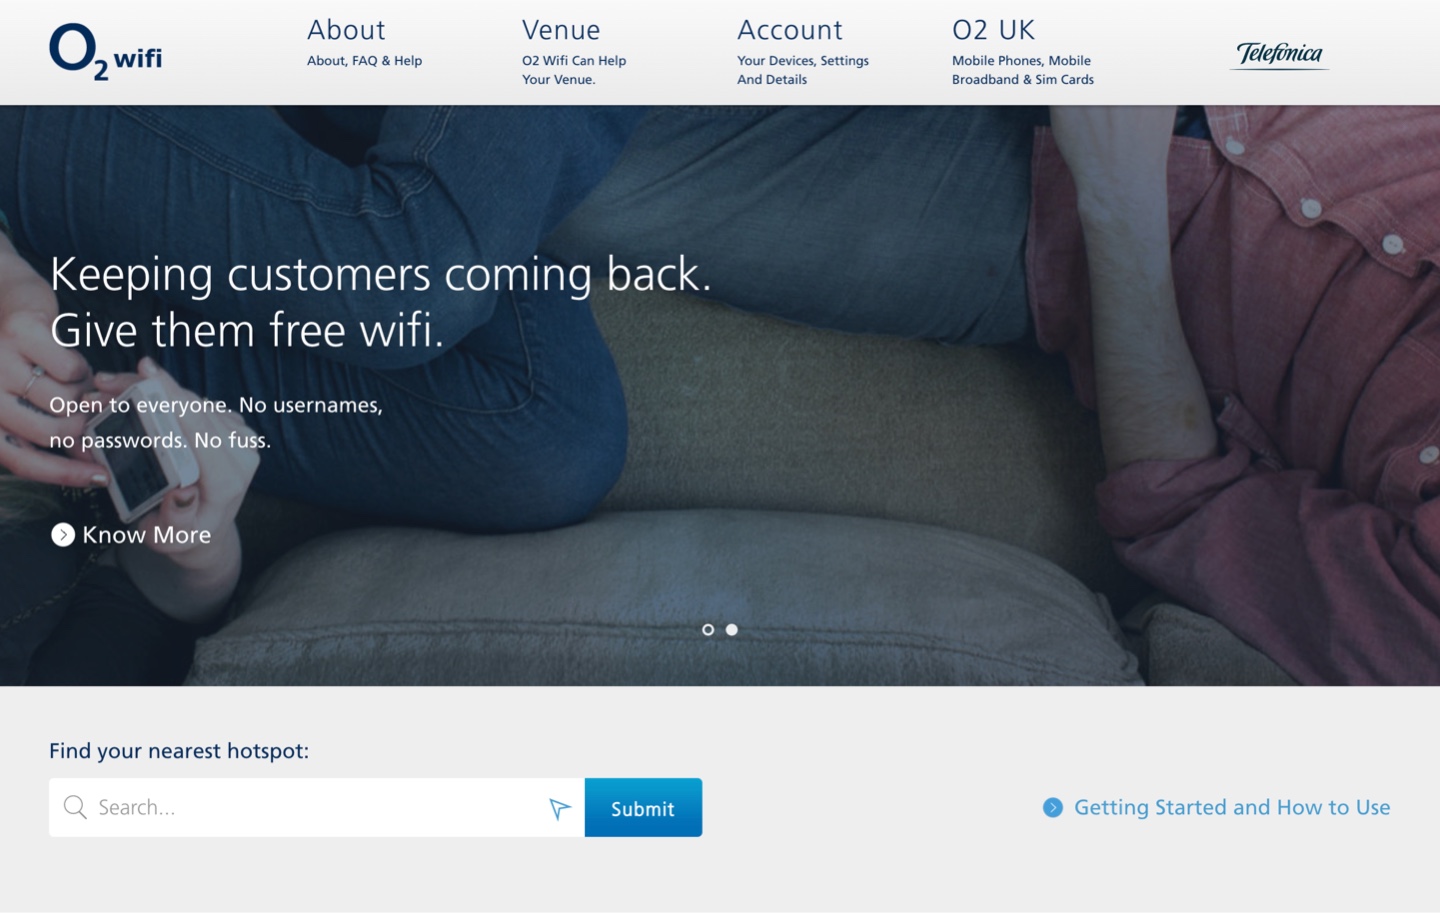 O2 wifi
About
About, FAQ & Help
Venue
O2 Wifi Can Help
Your Venue.
Account
Your Devices, Settings
And Details
O2 UK
Mobile Phones, Mobile
Broadband & Sim Cards
Telefónica
Keeping customers coming back.
Give them free wifi.
Open to everyone. No usernames,
no passwords. No fuss.
Know More
Find your nearest hotspot:
Search...
Submit
Getting Started and How to Use